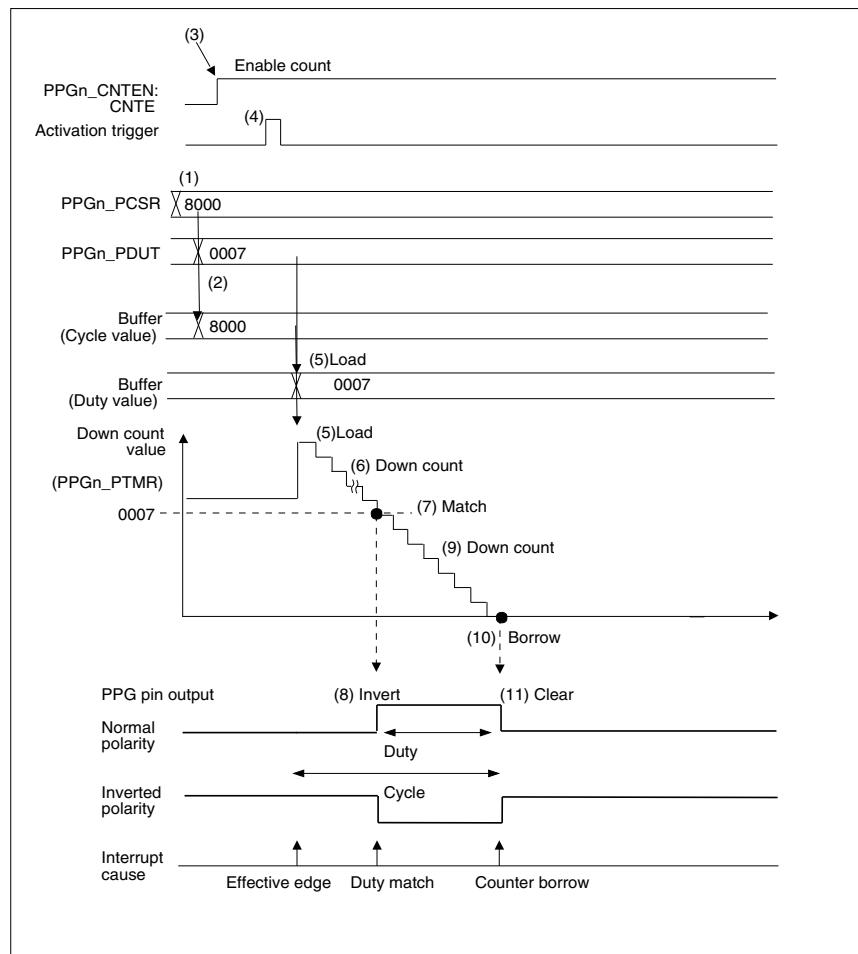 (3)
Enable count
PPGn_CNTEN:
CNTE
(4)
Activation trigger
(1)
PPGn_PCSR
8000
PPGn_PDUT
0007
(2)
Buffer
(Cycle value)
8000
(5)Load
Buffer
(Duty value)
0007
Down count
value
(5)Load
(6) Down count
(PPGn_PTMR)
0007
(7) Match
(9) Down count
(10) Borrow
PPG pin output
(8) Invert
(11) Clear
Normal
polarity
Duty
Inverted
polarity
Cycle
Interrupt
cause
Effective edge
Duty match
Counter borrow